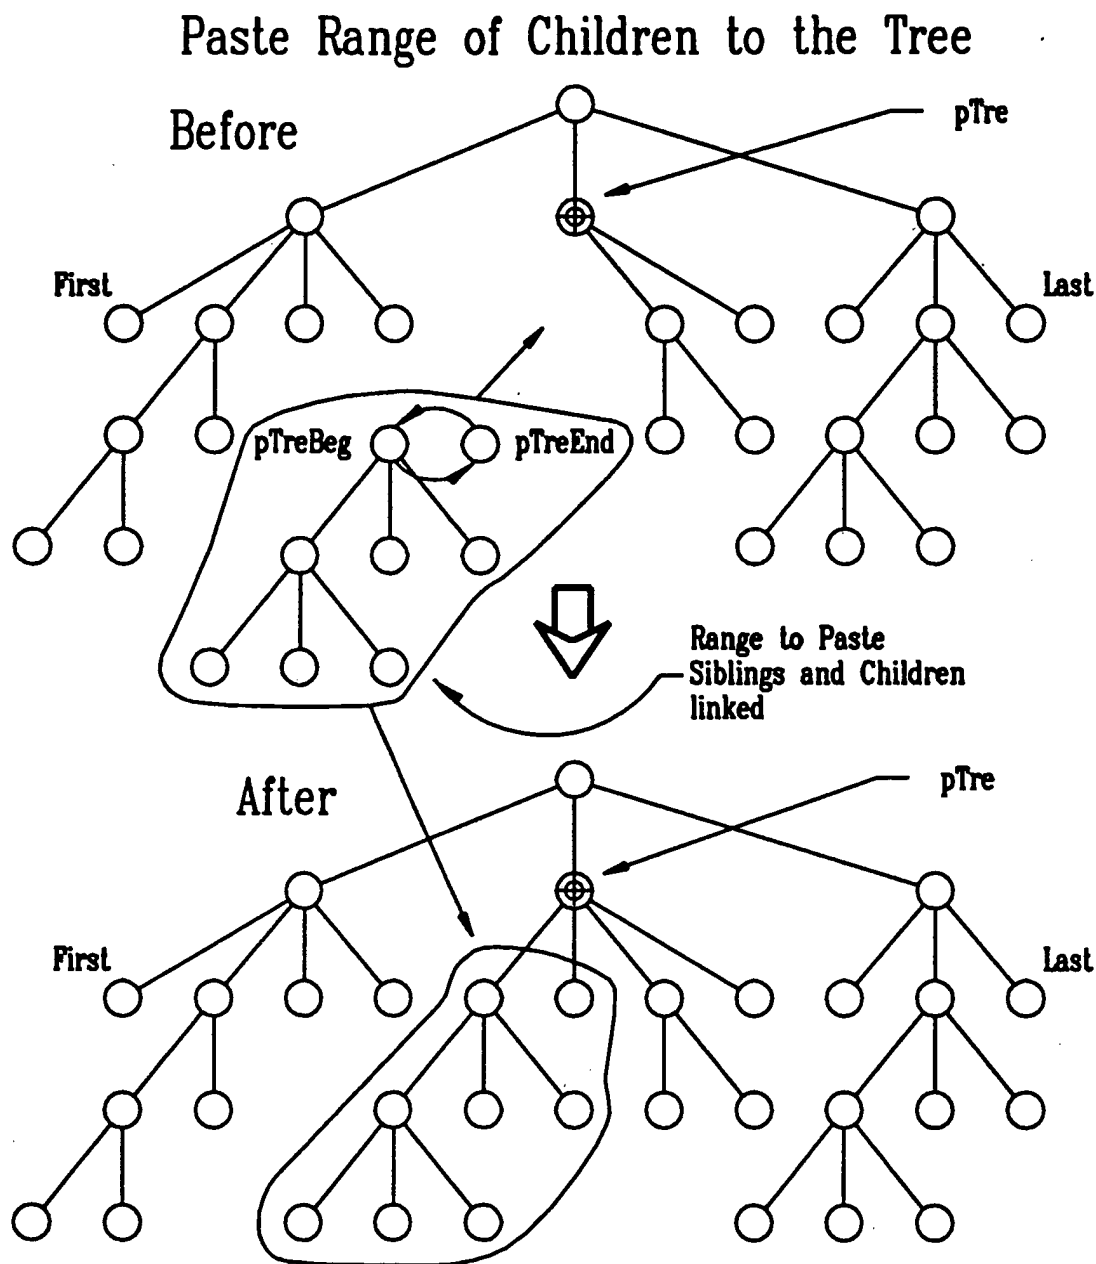 Paste Range of Children to the Tree
Before
pTre
First
Last
pTreBeg
pTreEnd
Range to Paste
Siblings and Children
linked
After
pTre
First
Last